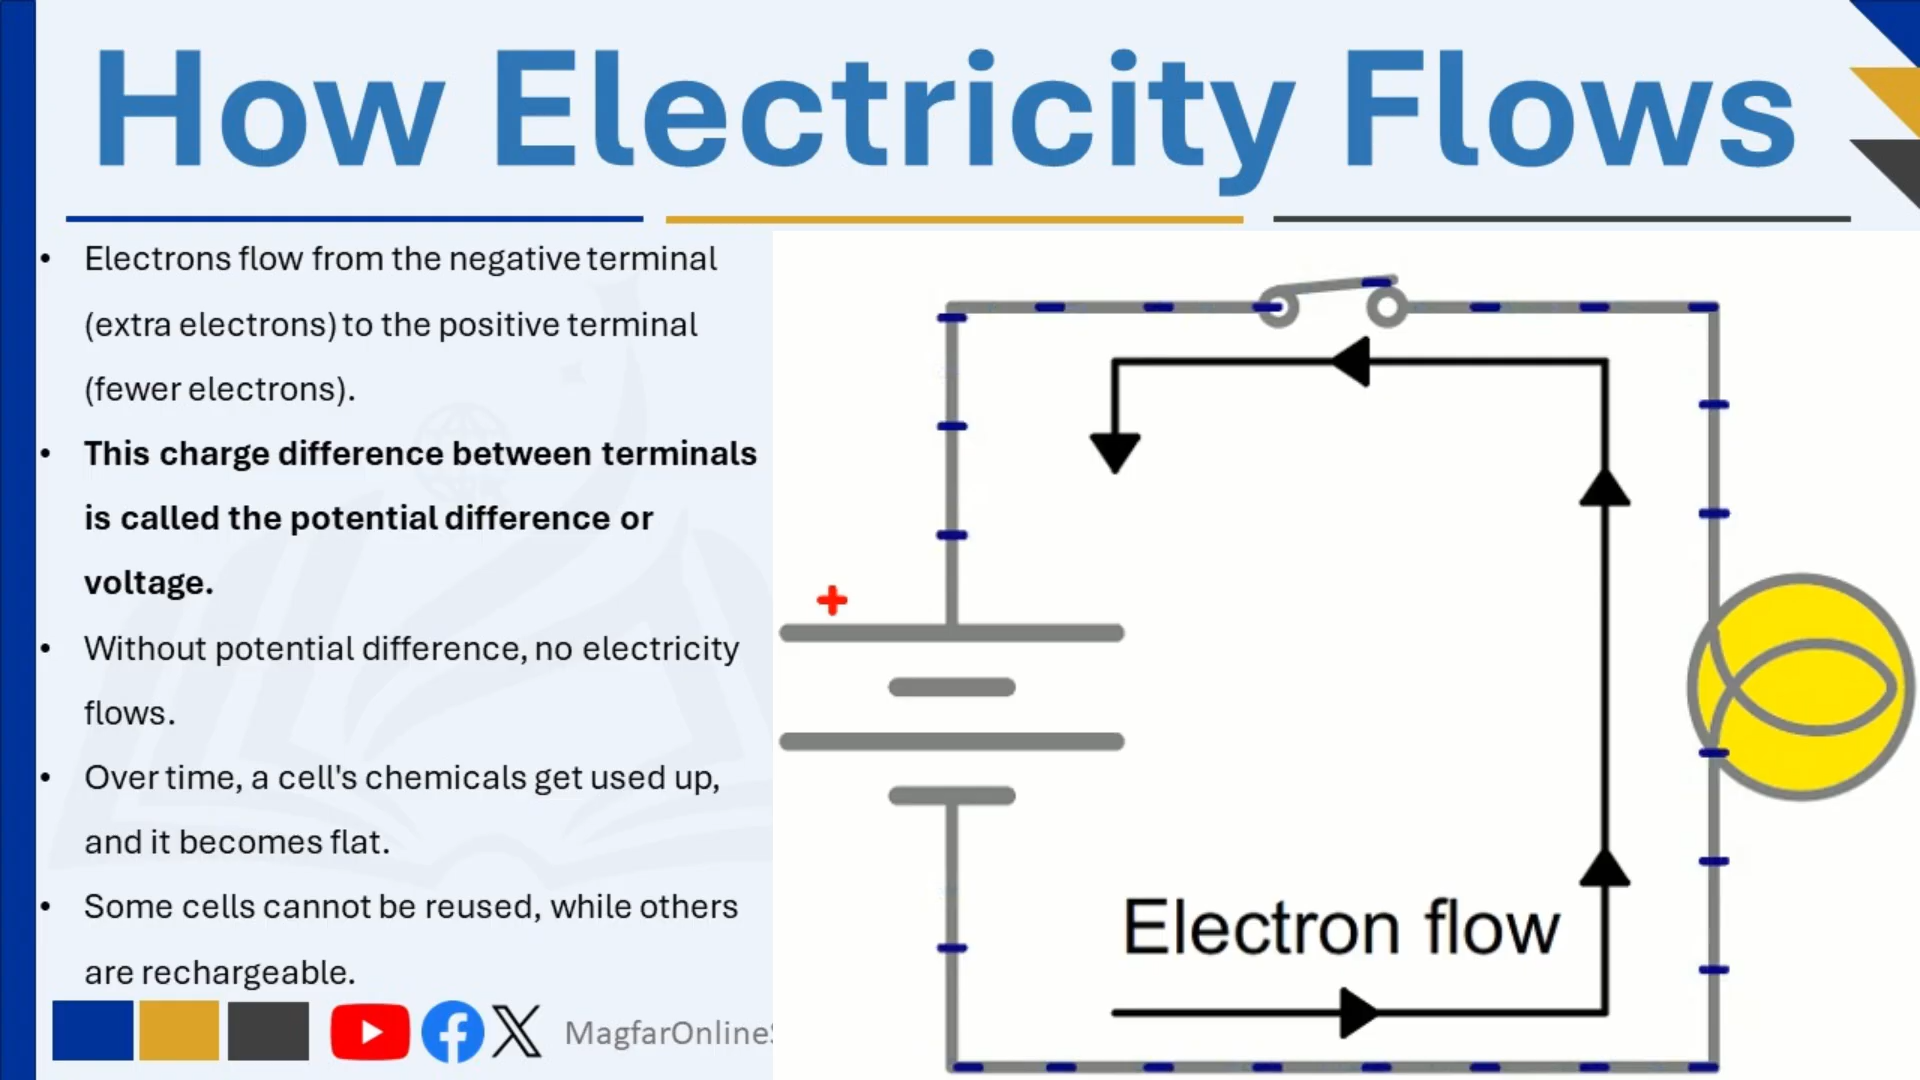 How Electricity Flows
• Electrons flow from the negative terminal
(extra electrons) to the positive terminal
(fewer electrons).
• This charge difference between terminals
is called the potential difference or
voltage.
• Without potential difference, no electricity
flows.
• Over time, a cell's chemicals get used up,
and it becomes flat.
• Some cells cannot be reused, while others
are rechargeable.
MagfarOnline
+
Electron flow